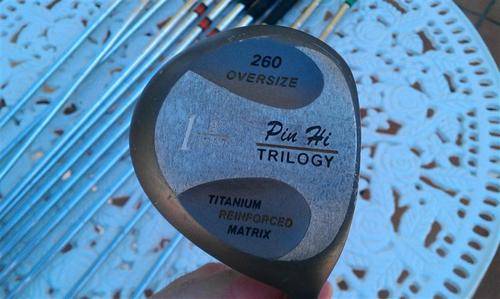 260
OVERSIZE
1
Pin Hi
TRILOGY
TITANIUM
REINFORCED
MATRIX